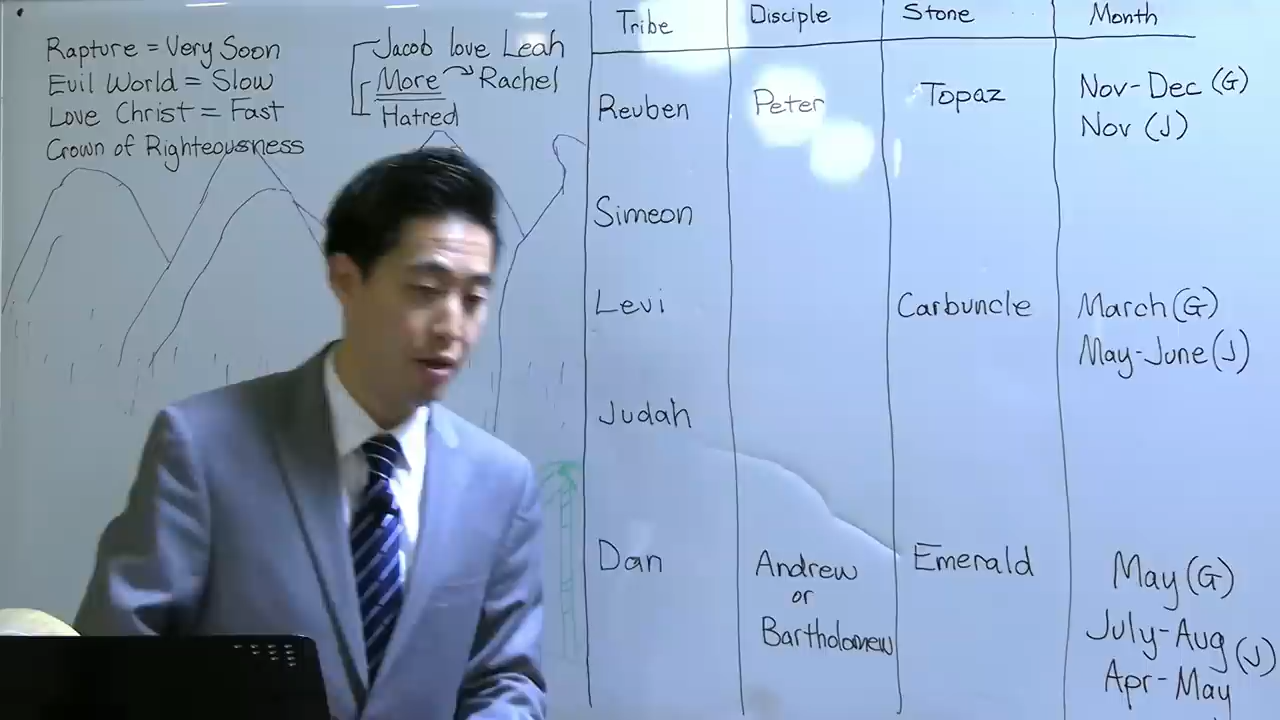 Rapture = Very Soon
Evil World = Slow
Love Christ = Fast
Crown of Righteousness
Jacob love Leah
More Rachel
Hatred
Tribe Disciple Stone Month
Reuben Peter Topaz Nov-Dec (G)
Nov (J)
Simeon
Levi Carbuncle March (G)
May-June (J)
Judah
Dan Andrew Emerald May (G)
or
Bartholomew July-Aug (J)
Apr-May